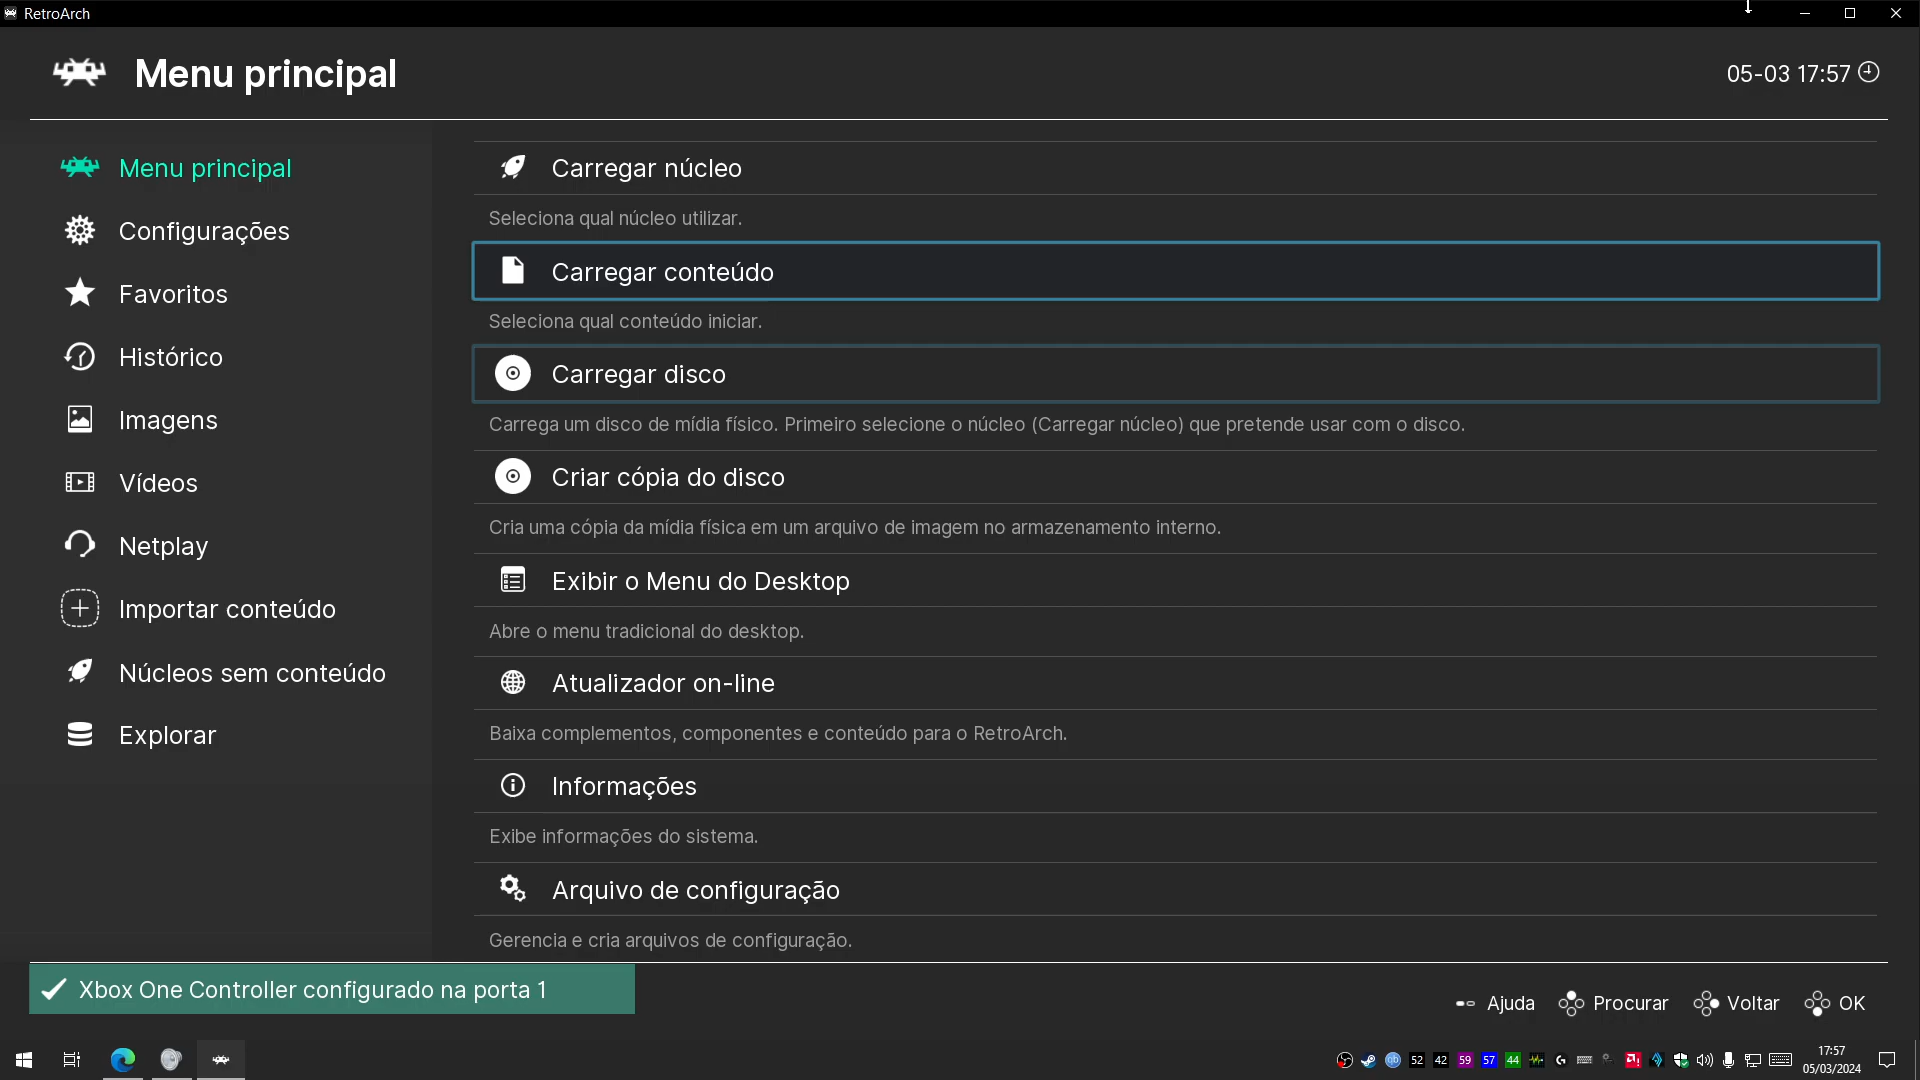 RetroArch
Menu principal
05-03 17:57
Menu principal
Configurações
Favoritos
Histórico
Imagens
Vídeos
Netplay
Importar conteúdo
Núcleos sem conteúdo
Explorar
Carregar núcleo
Seleciona qual núcleo utilizar.
Carregar conteúdo
Seleciona qual conteúdo iniciar.
Carregar disco
Carrega um disco de mídia físico. Primeiro selecione o núcleo (Carregar núcleo) que pretende usar com o disco.
Criar cópia do disco
Cria uma cópia da mídia física em um arquivo de imagem no armazenamento interno.
Exibir o Menu do Desktop
Abre o menu tradicional do desktop.
Atualizador on-line
Baixa complementos, componentes e conteúdo para o RetroArch.
Informações
Exibe informações do sistema.
Arquivo de configuração
Gerencia e cria arquivos de configuração.
Xbox One Controller configurado na porta 1
Ajuda Procurar Voltar OK
52 42 59 57 44
17:57
05/03/2024